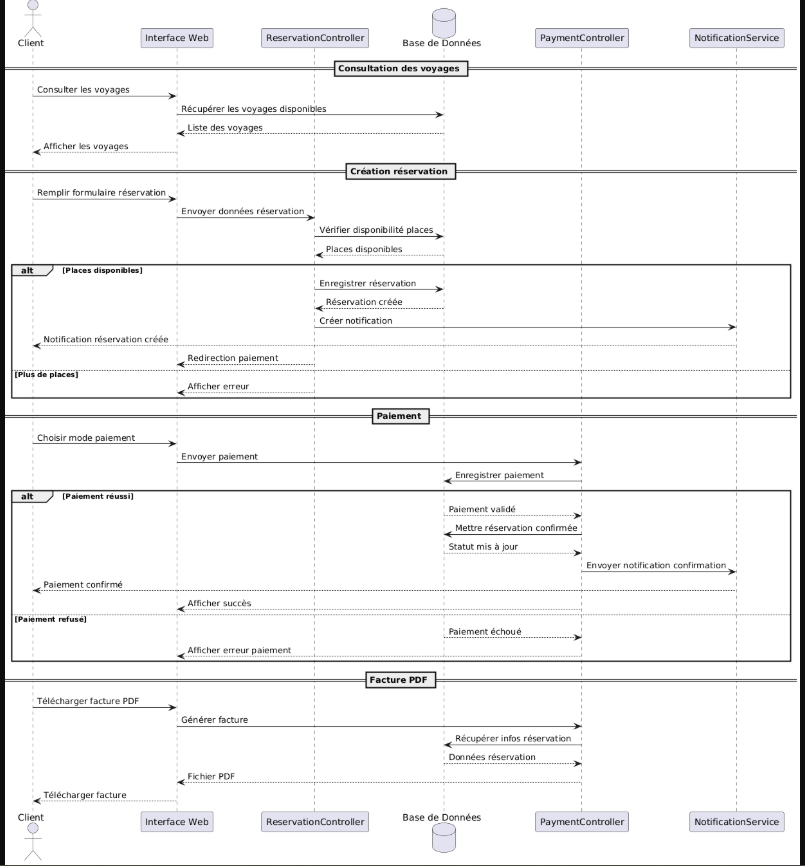 Client
Interface Web
ReservationController
Base de Données
PaymentController
NotificationService
Consultation des voyages
Consulter les voyages
Récupérer les voyages disponibles
Liste des voyages
Afficher les voyages
Création réservation
Remplir formulaire réservation
Envoyer données réservation
Vérifier disponibilité places
Places disponibles
alt [Places disponibles]
Enregistrer réservation
Réservation créée
Créer notification
Notification réservation créée
Redirection paiement
[Plus de places]
Afficher erreur
Paiement
Choisir mode paiement
Envoyer paiement
Enregistrer paiement
alt [Paiement réussi]
Paiement validé
Mettre réservation confirmée
Statut mis à jour
Envoyer notification confirmation
Paiement confirmé
Afficher succès
[Paiement refusé]
Paiement échoué
Afficher erreur paiement
Facture PDF
Télécharger facture PDF
Générer facture
Récupérer infos réservation
Données réservation
Fichier PDF
Télécharger facture
Client
Interface Web
ReservationController
Base de Données
PaymentController
NotificationService